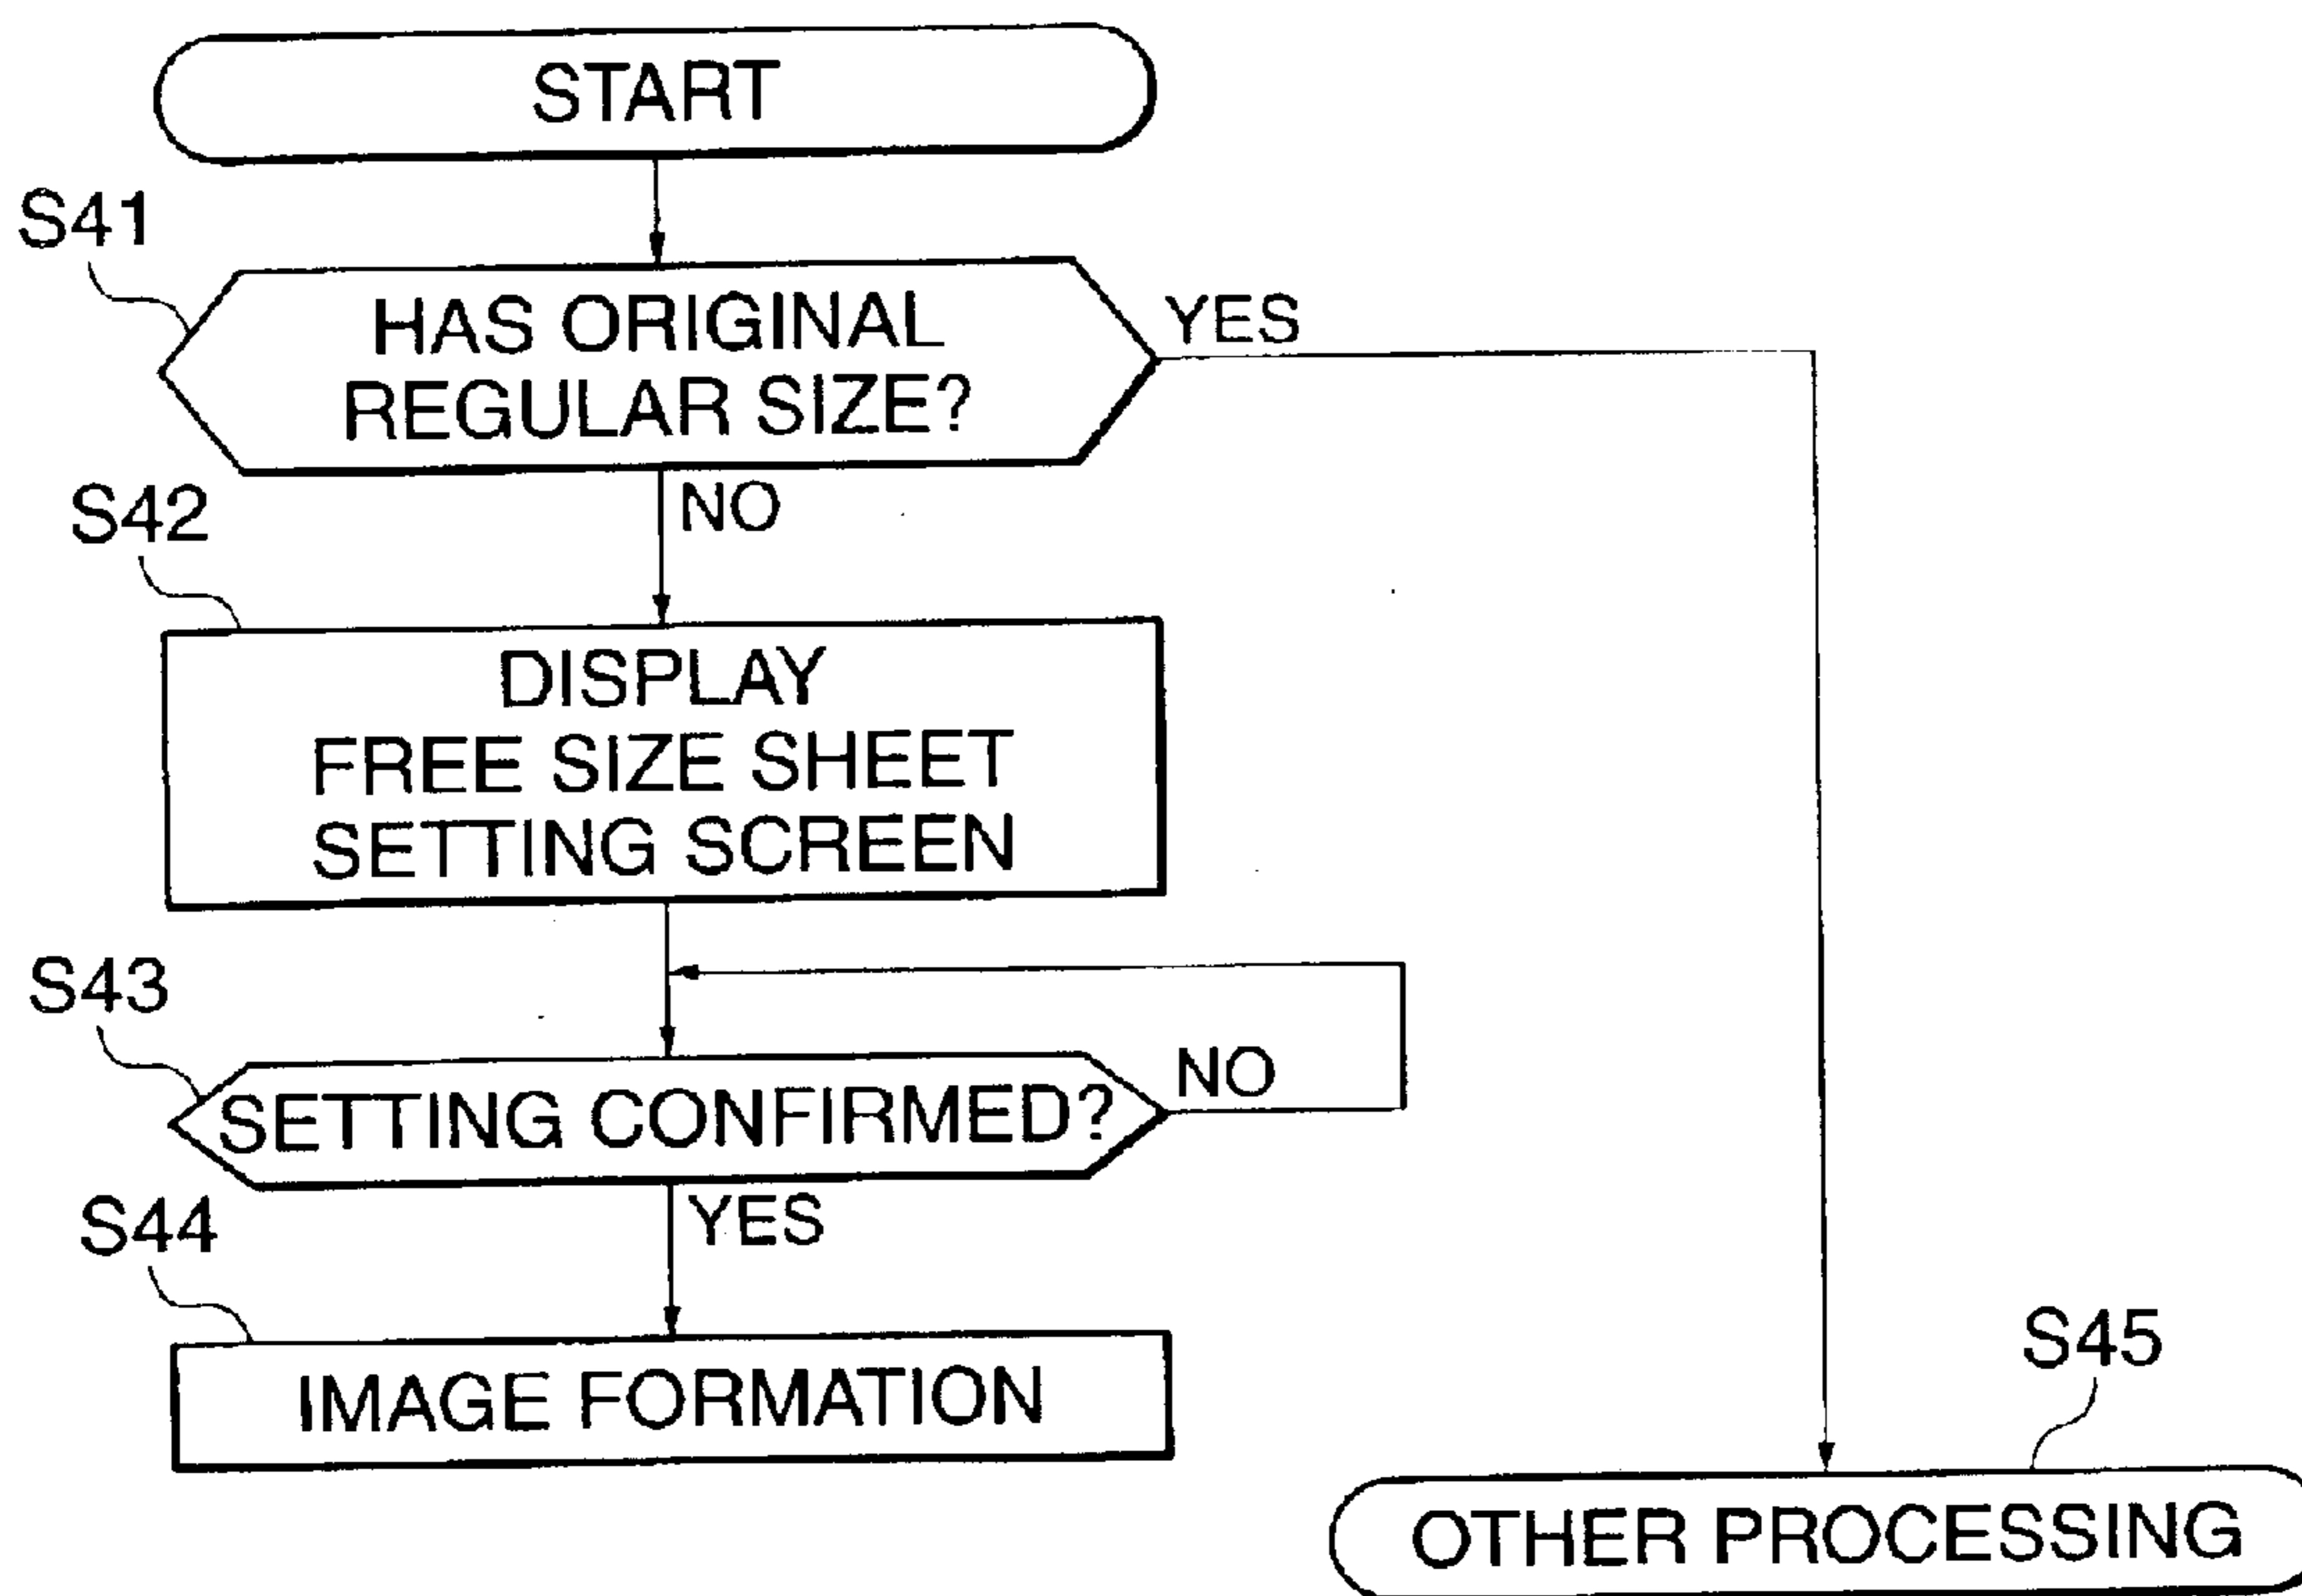 START
S41
HAS ORIGINAL
REGULAR SIZE?
YES
NO
S42
DISPLAY
FREE SIZE SHEET
SETTING SCREEN
S43
SETTING CONFIRMED?
NO
YES
S44
IMAGE FORMATION
S45
OTHER PROCESSING